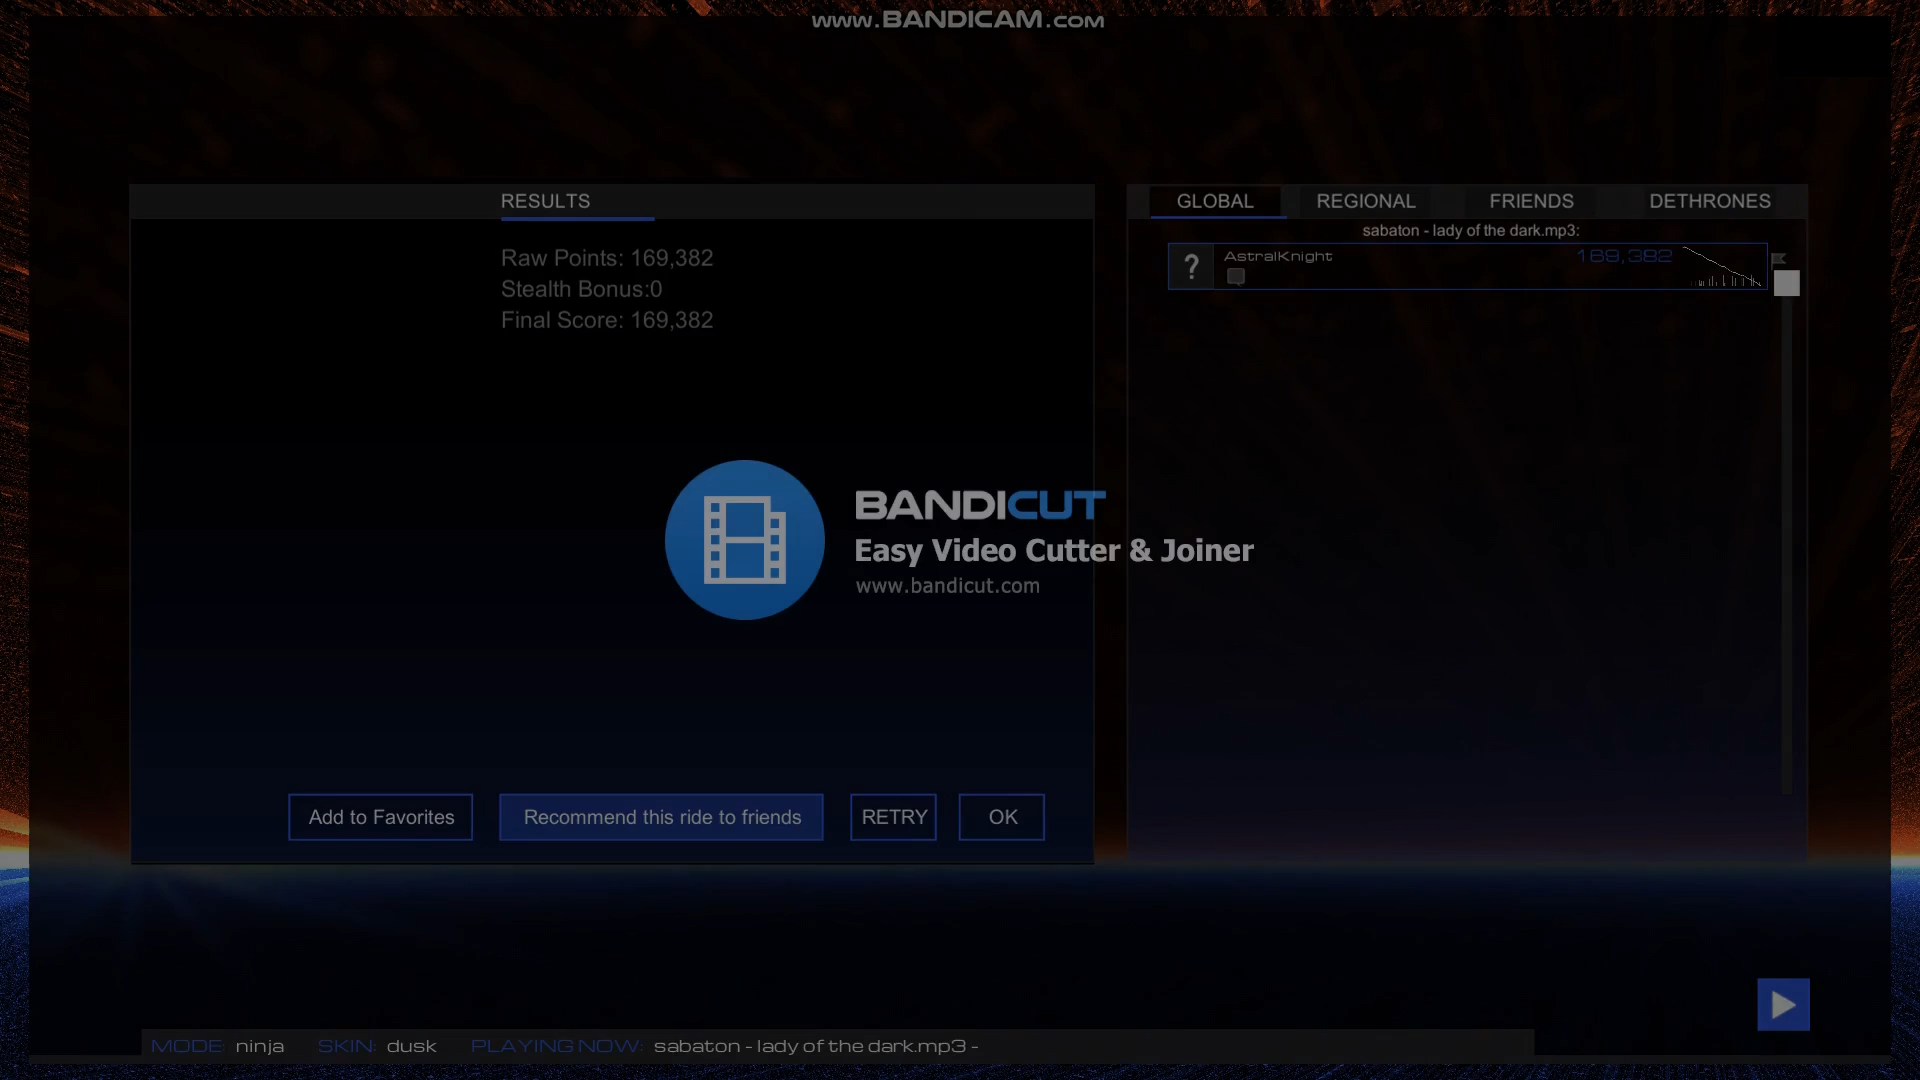 www.BANDICAM.com
RESULTS
Raw Points: 169,382
Stealth Bonus:0
Final Score: 169,382
GLOBAL REGIONAL FRIENDS DETHRONES
sabaton - lady of the dark.mp3:
? AstralKnight 169,382
BANDICUT
Easy Video Cutter & Joiner
www.bandicut.com
Add to Favorites Recommend this ride to friends RETRY OK
MODE: ninja SKIN: dusk PLAYING NOW: sabaton - lady of the dark.mp3 -